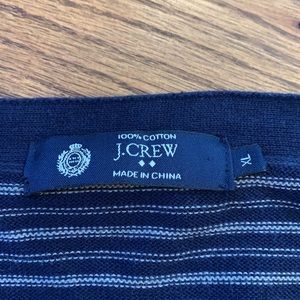 100% COTTON
J.CREW
MADE IN CHINA
XL